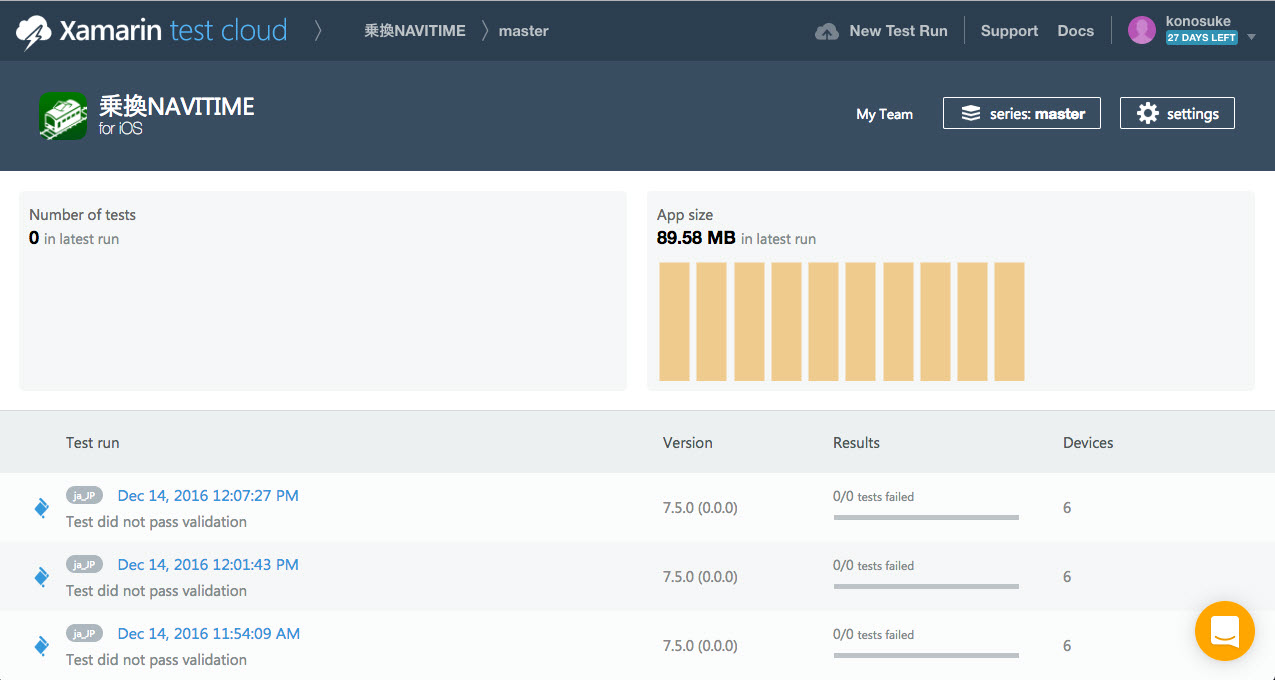 Xamarin test cloud 乗換NAVITIME master New Test Run Support Docs konosuke
27 DAYS LEFT
乗換NAVITIME
for iOS
My Team series: master settings
Number of tests
0 in latest run
App size
89.58 MB in latest run
Test run Version Results Devices
ja_JP Dec 14, 2016 12:07:27 PM
Test did not pass validation
7.5.0 (0.0.0)
0/0 tests failed
6
ja_JP Dec 14, 2016 12:01:43 PM
Test did not pass validation
7.5.0 (0.0.0)
0/0 tests failed
6
ja_JP Dec 14, 2016 11:54:09 AM
Test did not pass validation
7.5.0 (0.0.0)
0/0 tests failed
6